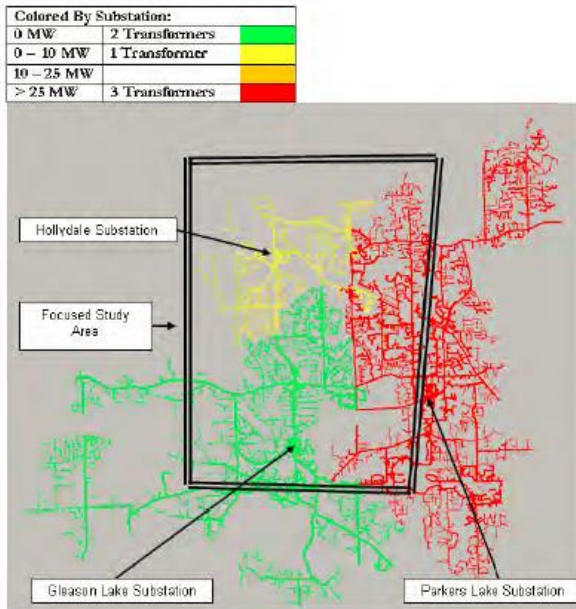 Colored By Substation:
0 MW 2 Transformers
0 – 10 MW 1 Transformer
10 – 25 MW
> 25 MW 3 Transformers
Hollydale Substation
Focused Study
Area
Gleason Lake Substation
Parkers Lake Substation